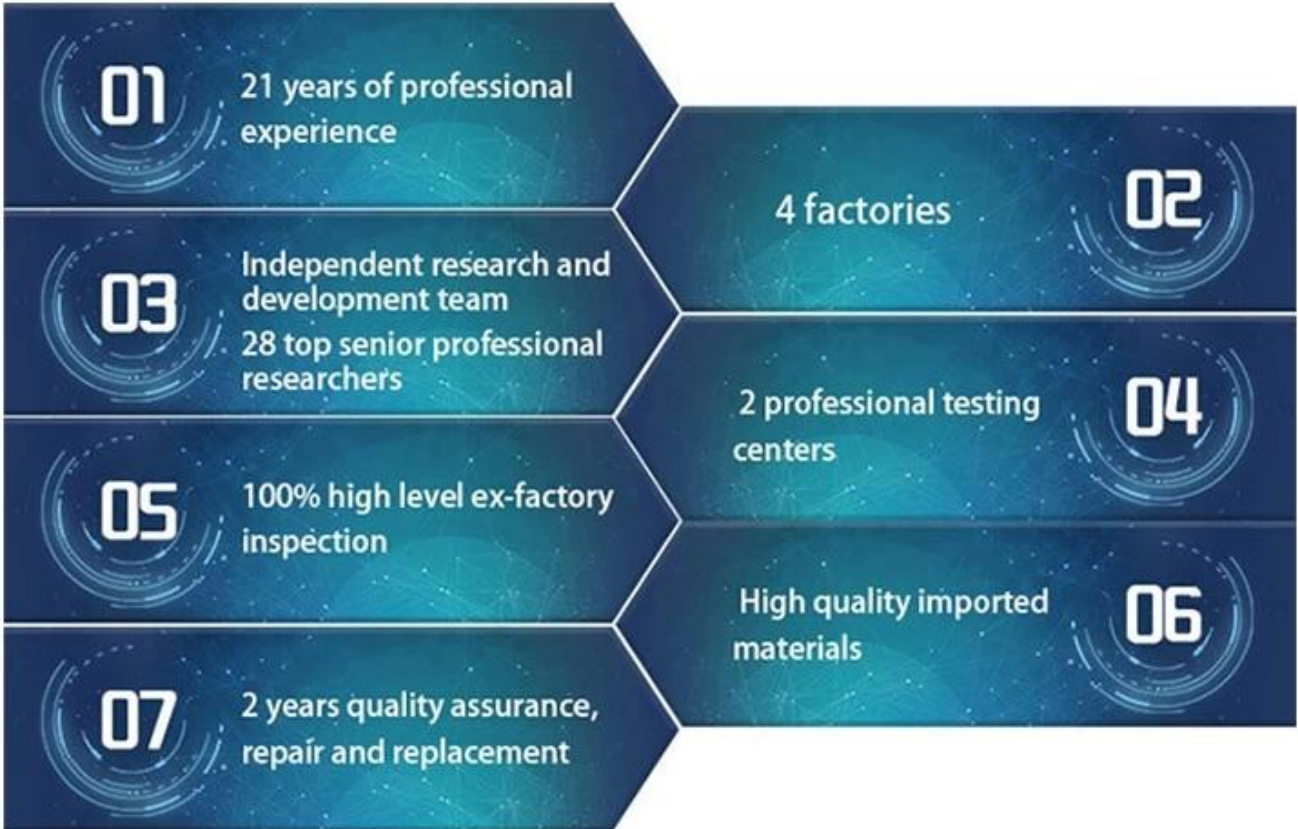 01
21 years of professional
experience
02
4 factories
03
Independent research and
development team
28 top senior professional
researchers
04
2 professional testing
centers
05
100% high level ex-factory
inspection
06
High quality imported
materials
07
2 years quality assurance,
repair and replacement